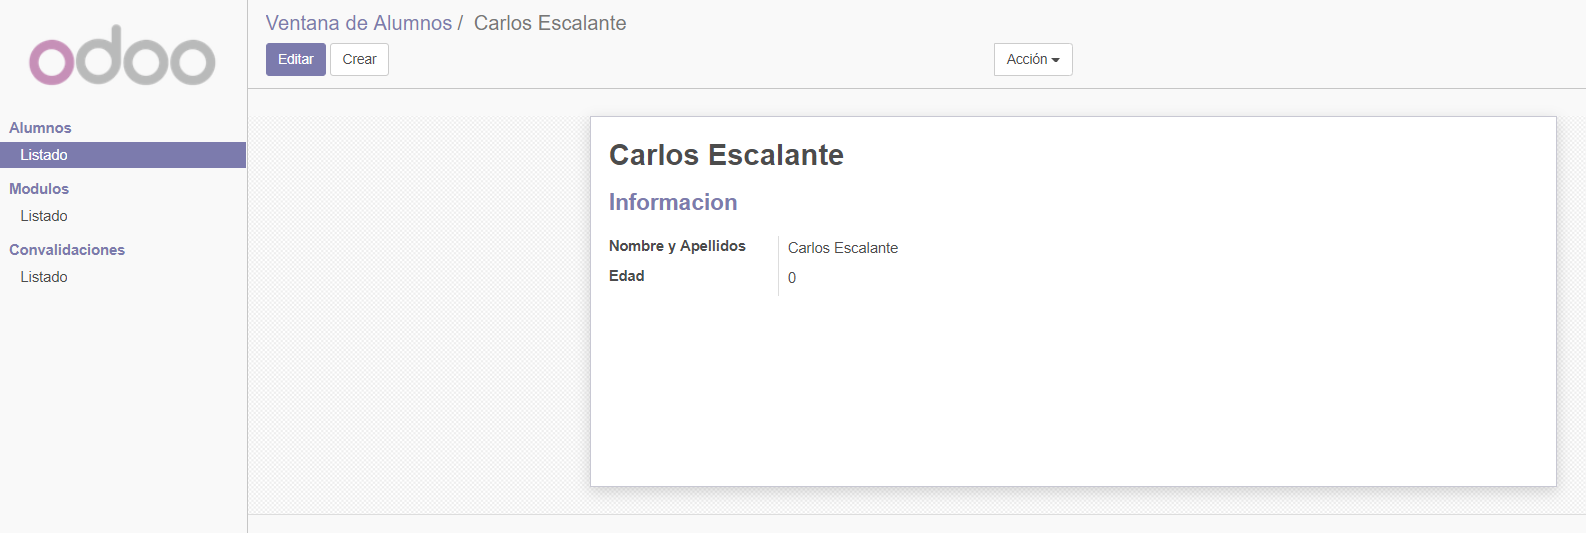 odoo
Alumnos
Listado
Modulos
Listado
Convalidaciones
Listado
Ventana de Alumnos / Carlos Escalante
Editar Crear Acción
Carlos Escalante
Informacion
Nombre y Apellidos Carlos Escalante
Edad 0